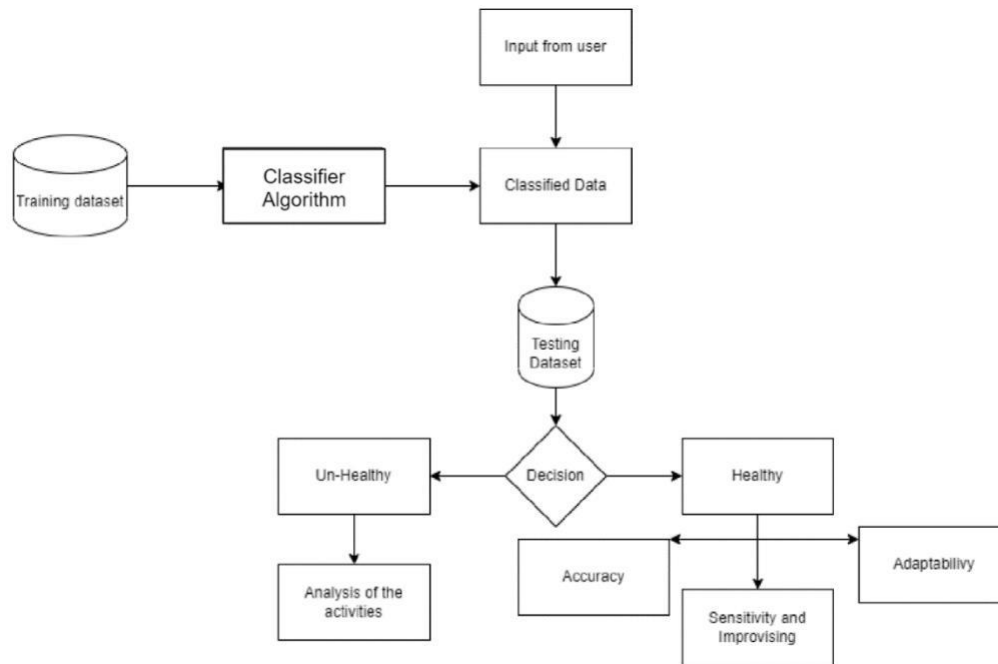 Input from user
Training dataset
Classifier
Algorithm
Classified Data
Testing
Dataset
Un-Healthy
Decision
Healthy
Analysis of the
activities
Accuracy
Sensitivity and
Improvising
Adaptabilivy